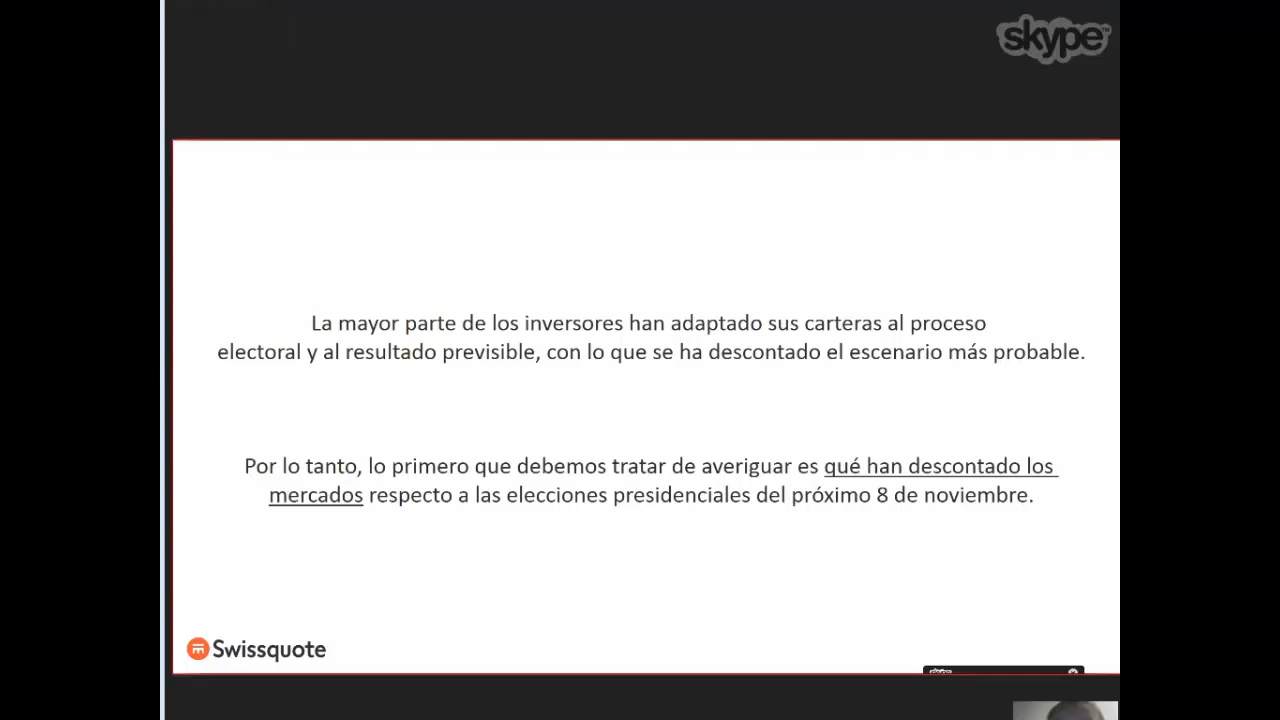 skype
La mayor parte de los inversores han adaptado sus carteras al proceso
electoral y al resultado previsible, con lo que se ha descontado el escenario más probable.
Por lo tanto, lo primero que debemos tratar de averiguar es qué han descontado los
mercados respecto a las elecciones presidenciales del próximo 8 de noviembre.
Swissquote